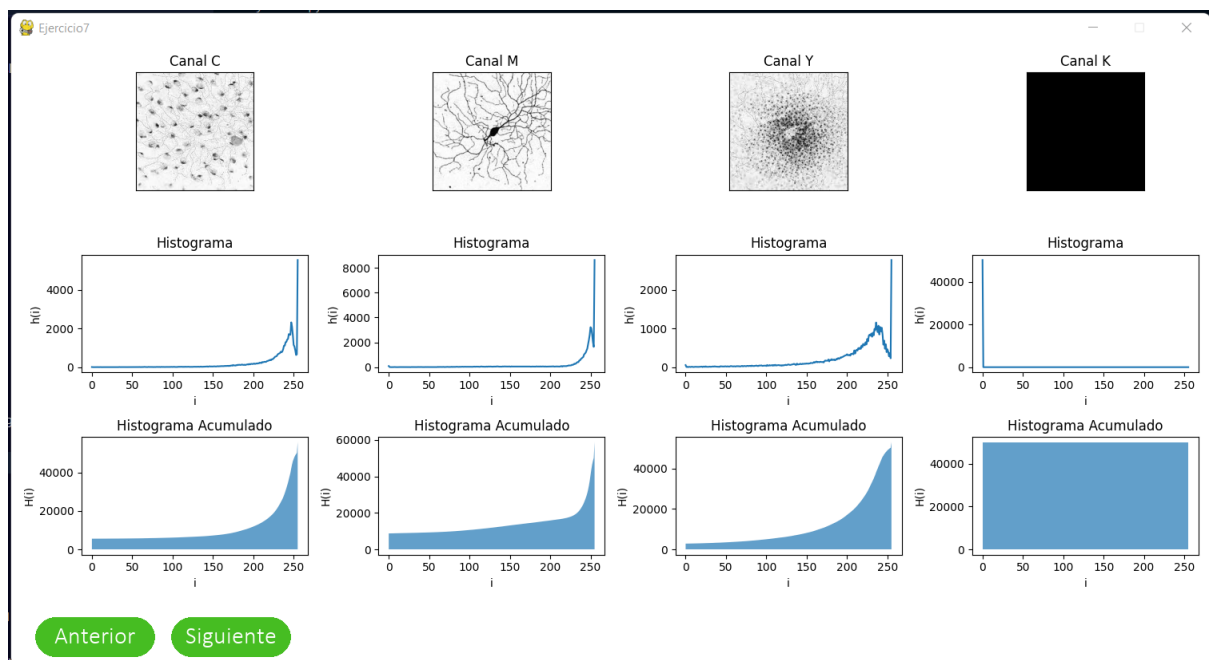 Ejercicio7
Canal C
Canal M
Canal Y
Canal K
Histograma
4000
2000
0
h(i)
0 50 100 150 200 250
i
Histograma
8000
6000
4000
2000
0
h(i)
0 50 100 150 200 250
i
Histograma
2000
1000
0
h(i)
0 50 100 150 200 250
i
Histograma
40000
20000
0
h(i)
0 50 100 150 200 250
i
Histograma Acumulado
40000
20000
0
H(i)
0 50 100 150 200 250
i
Histograma Acumulado
60000
40000
20000
0
H(i)
0 50 100 150 200 250
i
Histograma Acumulado
40000
20000
0
H(i)
0 50 100 150 200 250
i
Histograma Acumulado
40000
20000
0
H(i)
0 50 100 150 200 250
i
Anterior
Siguiente